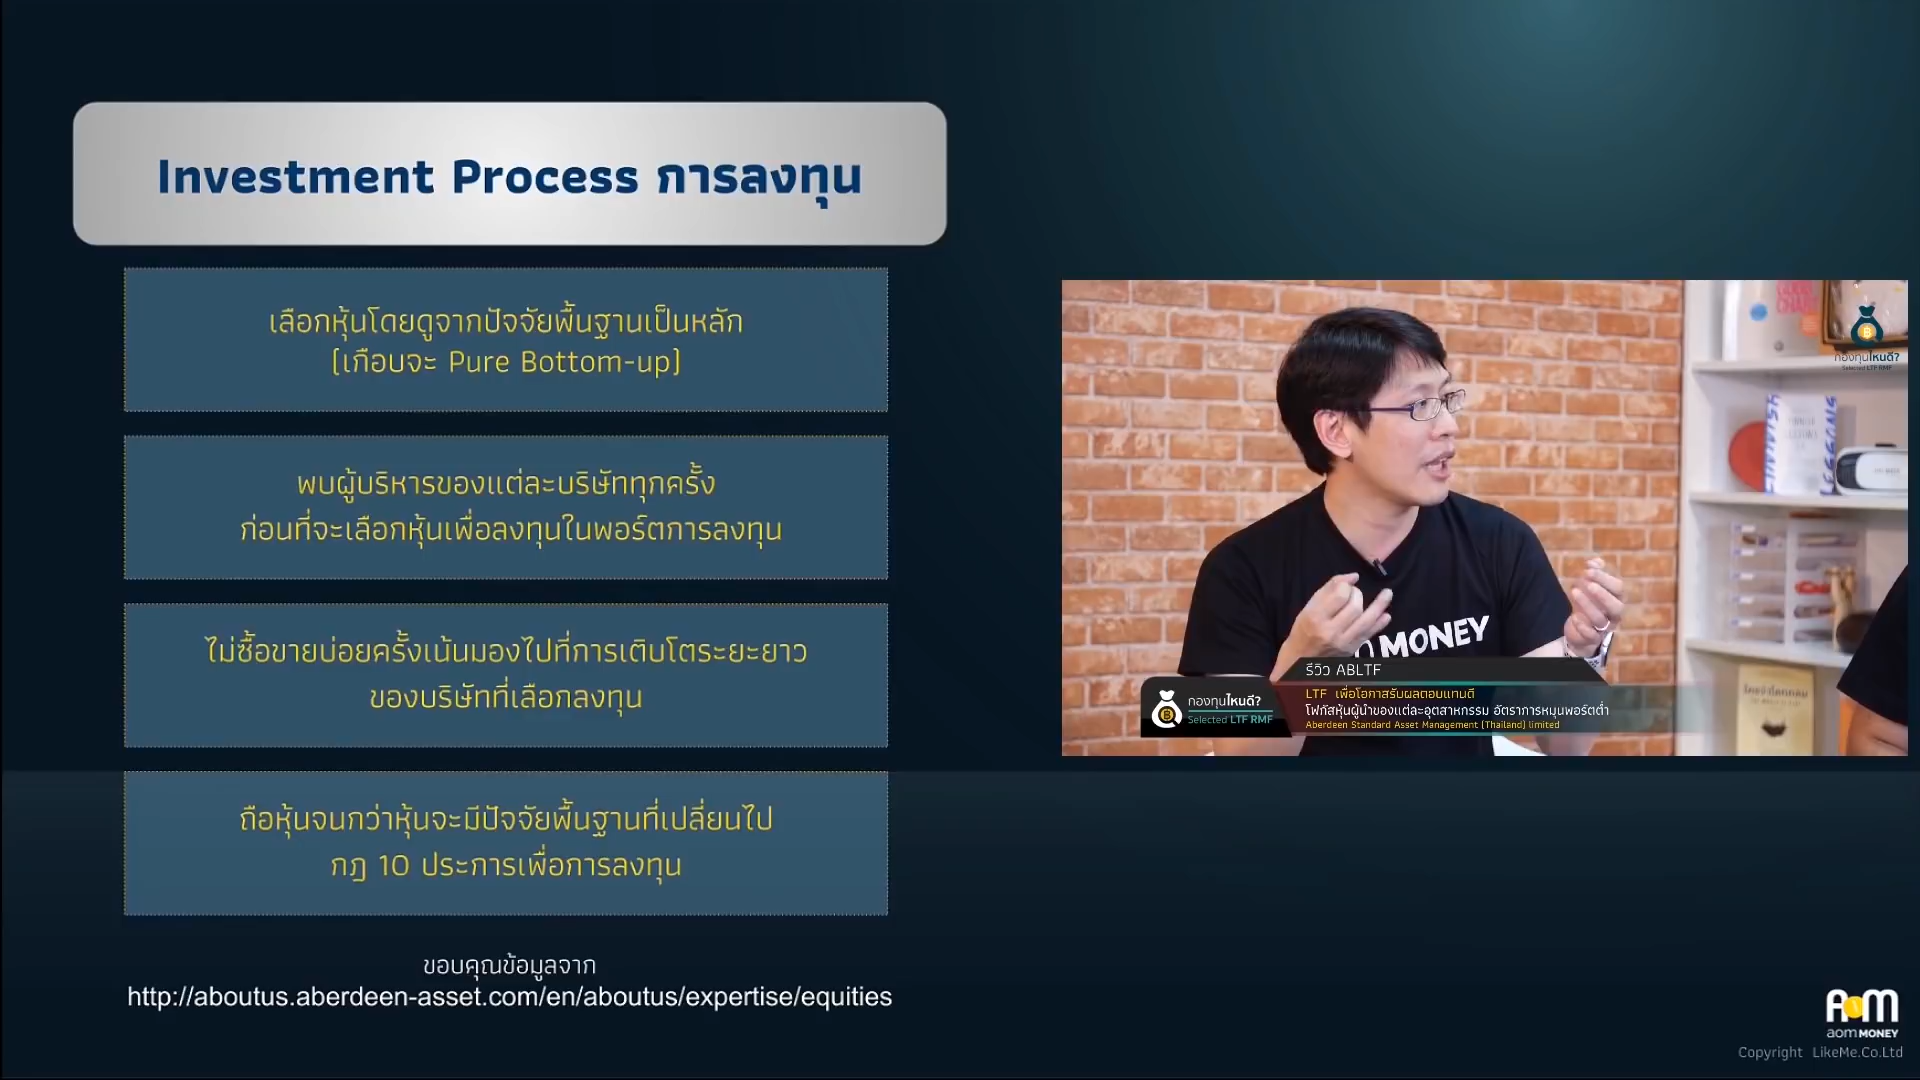 Investment Process การลงทุน
เลือกหุ้นโดยดูจากปัจจัยพื้นฐานเป็นหลัก
(เกือบจะ Pure Bottom-up)
พบผู้บริหารของแต่ละบริษัททุกครั้ง
ก่อนที่จะเลือกหุ้นเพื่อลงทุนในพอร์ตการลงทุน
ไม่ซื้อขายบ่อยครั้งเน้นมองไปที่การเติบโตระยะยาว
ของบริษัทที่เลือกลงทุน
ถือหุ้นจนกว่าหุ้นจะมีปัจจัยพื้นฐานที่เปลี่ยนไป
กฎ 10 ประการเพื่อการลงทุน
ขอบคุณข้อมูลจาก
http://aboutus.aberdeen-asset.com/en/aboutus/expertise/equities
กองทุนไหนดี?
Selected LTF RMF
MONEY
รีวิว ABLTF
กองทุนไหนดี?
Selected LTF RMF
LTF เพื่อโอกาสรับผลตอบแทนดี
โฟกัสหุ้นผู้นำของแต่ละอุตสาหกรรม อัตราการหมุนพอร์ตต่ำ
Aberdeen Standard Asset Management (Thailand) limited
AOM
aomMONEY
Copyright LikeMe.Co.Ltd